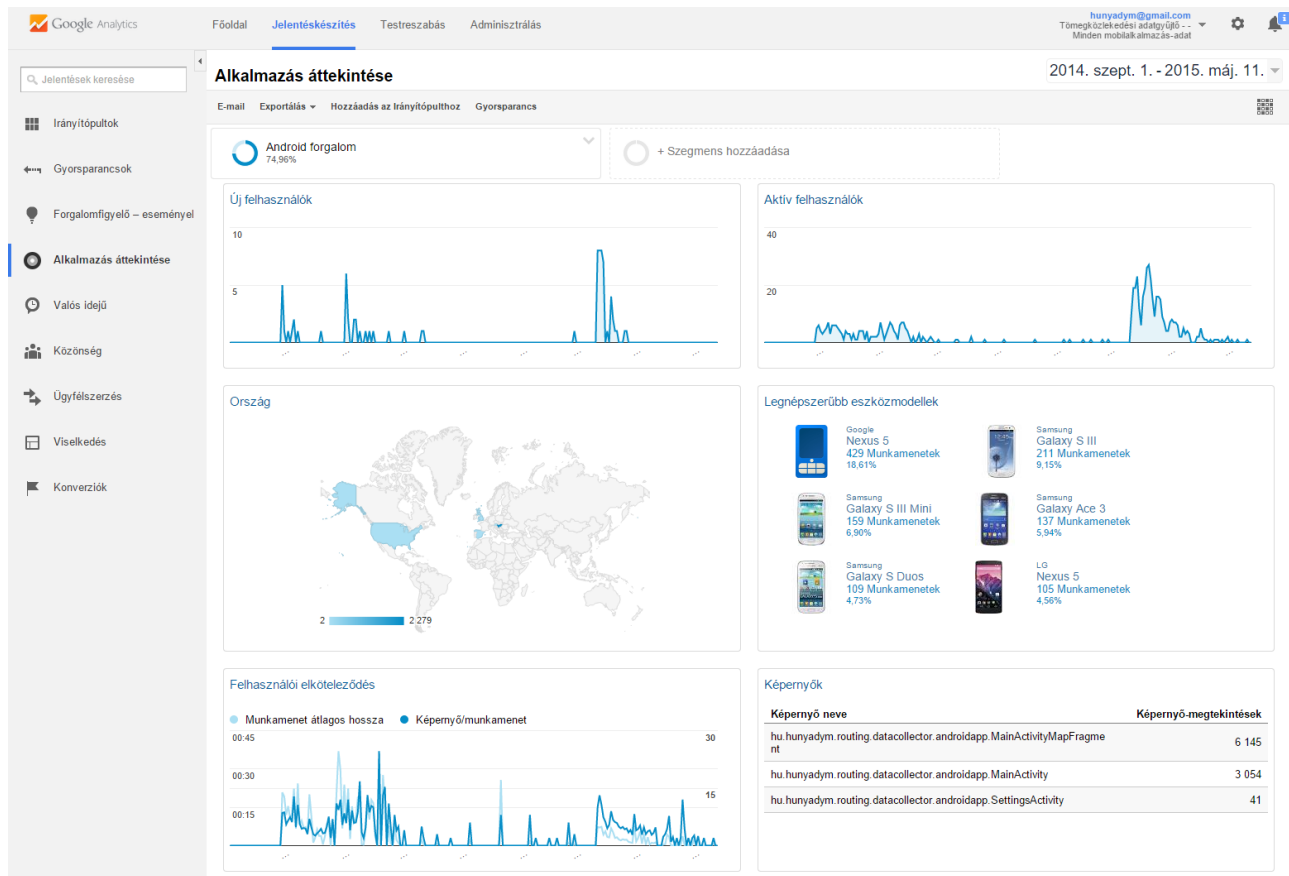 Google Analytics
Főoldal
Jelentéskészítés
Testreszabás
Adminisztrálás
hunyadym@gmail.com
Tömegközlekedési adatgyűjtő - -
Minden mobilalkalmazás-adat
Jelentések keresése
Irányítópultok
Gyorsparancsok
Forgalomfigyelő – eseményel
Alkalmazás áttekintése
Valós idejű
Közönség
Ügyfélszerzés
Viselkedés
Konverziók
Alkalmazás áttekintése
2014. szept. 1. - 2015. máj. 11.
E-mail
Exportálás
Hozzáadás az Irányítópulthoz
Gyorsparancs
Android forgalom
74,96%
+ Szegmens hozzáadása
Új felhasználók
10
5
Aktív felhasználók
40
20
Ország
2
2 279
Legnépszerűbb eszközmodellek
Google
Nexus 5
429 Munkamenetek
18,61%
Samsung
Galaxy S III
211 Munkamenetek
9,15%
Samsung
Galaxy S III Mini
159 Munkamenetek
6,90%
Samsung
Galaxy Ace 3
137 Munkamenetek
5,94%
Samsung
Galaxy S Duos
109 Munkamenetek
4,73%
LG
Nexus 5
105 Munkamenetek
4,56%
Felhasználói elköteleződés
Munkamenet átlagos hossza
Képernyő/munkamenet
00:45
30
00:30
15
00:15
Képernyők
Képernyő neve
Képernyő-megtekintések
hu.hunyadym.routing.datacollector.androidapp.MainActivityMapFragme
nt
6 145
hu.hunyadym.routing.datacollector.androidapp.MainActivity
3 054
hu.hunyadym.routing.datacollector.androidapp.SettingsActivity
41